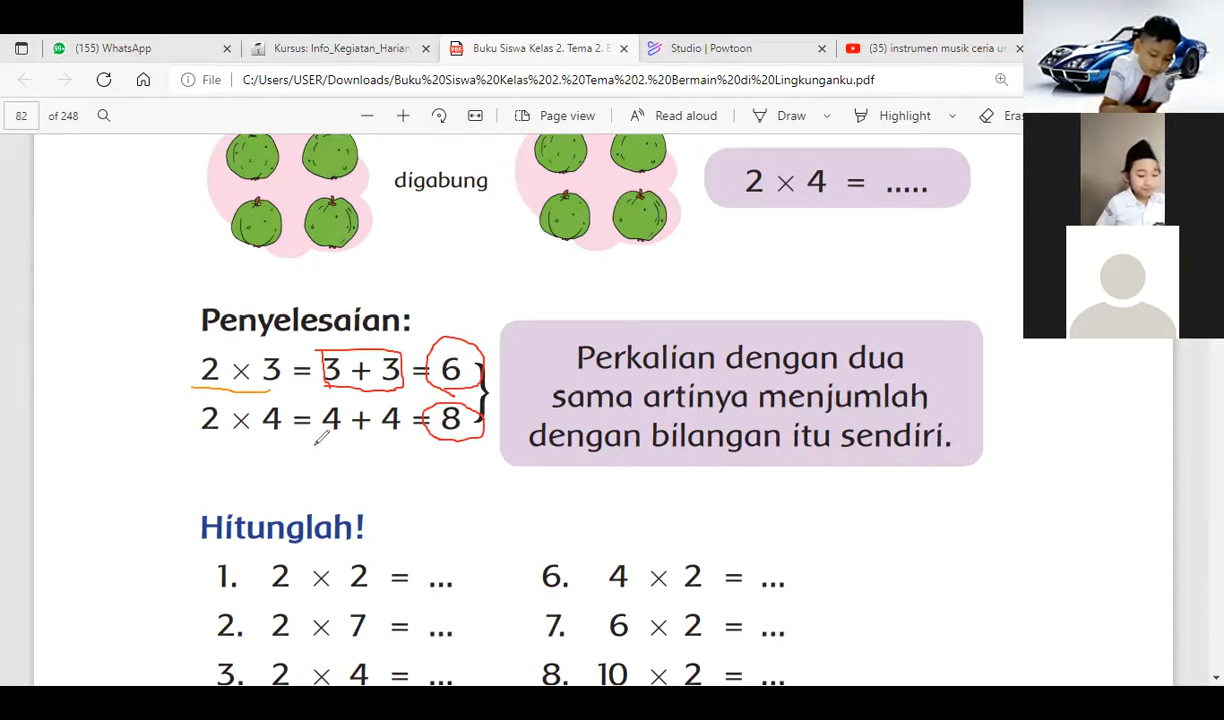 (155) WhatsApp
Kursus: Info_Kegiatan_Harian
Buku Siswa Kelas 2. Tema 2. B
Studio | Powtoon
(35) instrumen musik ceria un
File
C:/Users/USER/Downloads/Buku%20Siswa%20Kelas%202.%20Tema%202.%20Bermain%20di%20Lingkunganku.pdf
82 of 248
Page view
Read aloud
Draw
Highlight
Eras
digabung
2 × 4 = .....
Penyelesaian:
2 × 3 = 3 + 3 = 6
2 × 4 = 4 + 4 = 8
Perkalian dengan dua
sama artinya menjumlah
dengan bilangan itu sendiri.
Hitunglah!
1. 2 × 2 = ...
2. 2 × 7 = ...
3. 2 × 4 = ...
6. 4 × 2 = ...
7. 6 × 2 = ...
8. 10 × 2 = ...